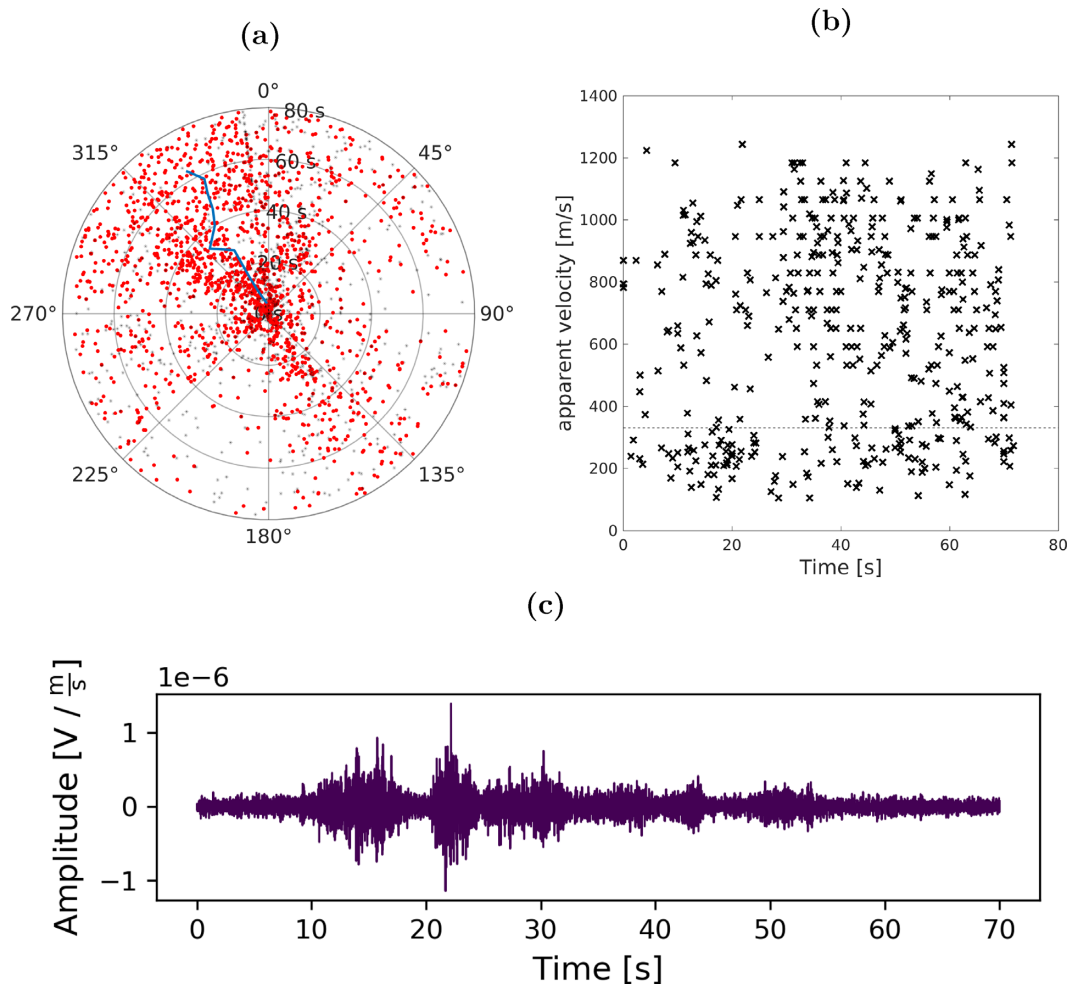 (a)
0°
45°
90°
135°
180°
225°
270°
315°
80 s
60 s
40 s
20 s
0 s
(b)
apparent velocity [m/s]
1400
1200
1000
800
600
400
200
0
0 20 40 60 80
Time [s]
(c)
1e−6
Amplitude [V / m/s]
1
0
−1
0 10 20 30 40 50 60 70
Time [s]